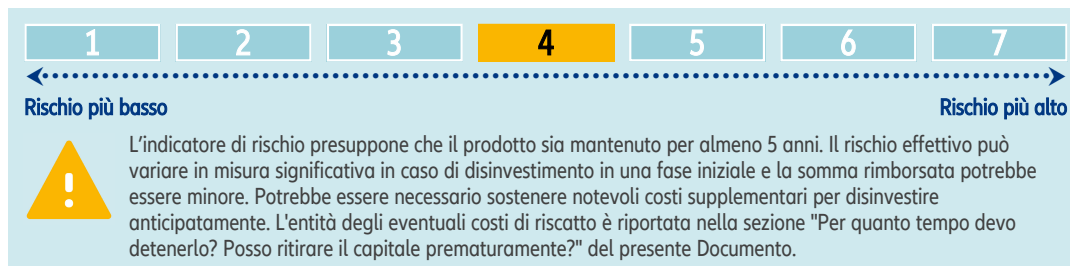 1 2 3 4 5 6 7
Rischio più basso Rischio più alto
L'indicatore di rischio presuppone che il prodotto sia mantenuto per almeno 5 anni. Il rischio effettivo può
variare in misura significativa in caso di disinvestimento in una fase iniziale e la somma rimborsata potrebbe
essere minore. Potrebbe essere necessario sostenere notevoli costi supplementari per disinvestire
anticipatamente. L'entità degli eventuali costi di riscatto è riportata nella sezione "Per quanto tempo devo
detenerlo? Posso ritirare il capitale prematuramente?" del presente Documento.